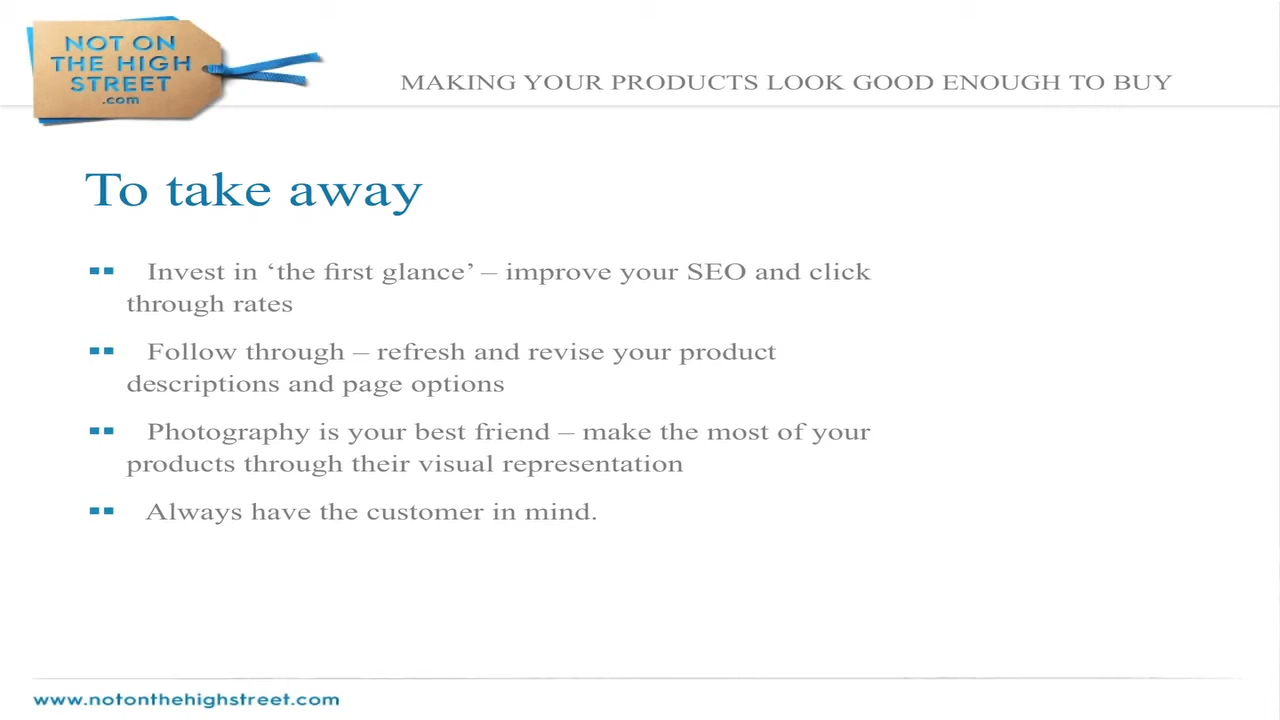 NOT ON
THE HIGH
STREET
.com
MAKING YOUR PRODUCTS LOOK GOOD ENOUGH TO BUY
To take away
Invest in ‘the first glance’ – improve your SEO and click
through rates
Follow through – refresh and revise your product
descriptions and page options
Photography is your best friend – make the most of your
products through their visual representation
Always have the customer in mind.
www.notonthehighstreet.com